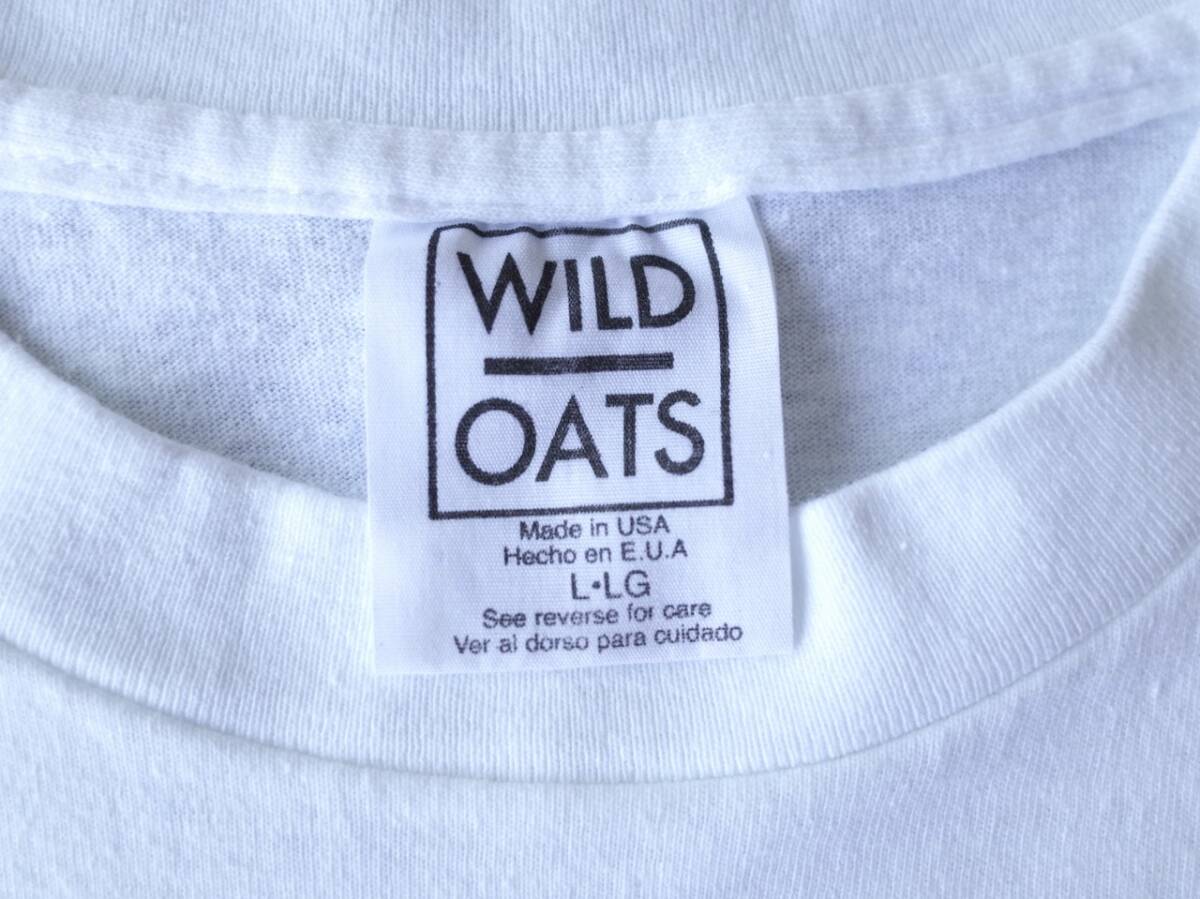 WILD
OATS
Made in USA
Hecho en E.U.A
L•LG
See reverse for care
Ver al dorso para cuidado